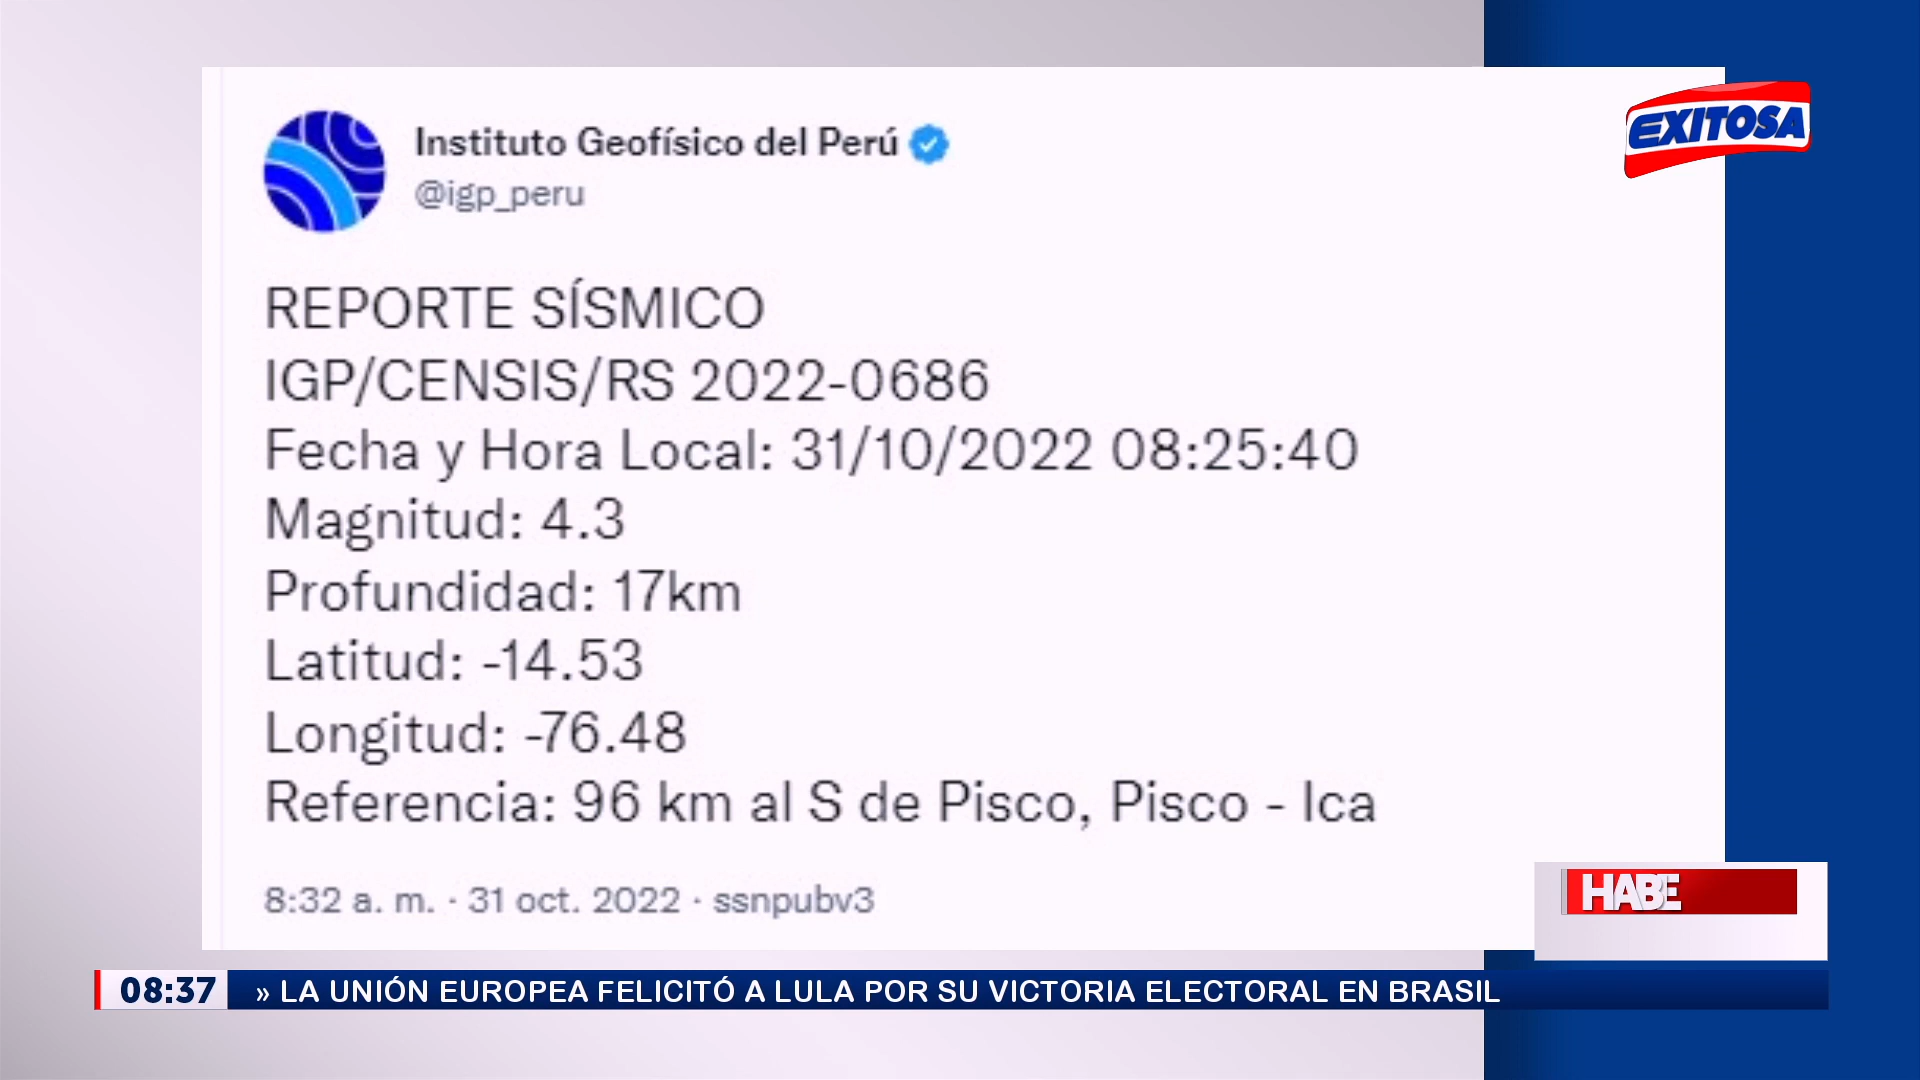 Instituto Geofísico del Perú
@igp_peru
EXITOSA
REPORTE SÍSMICO
IGP/CENSIS/RS 2022-0686
Fecha y Hora Local: 31/10/2022 08:25:40
Magnitud: 4.3
Profundidad: 17km
Latitud: -14.53
Longitud: -76.48
Referencia: 96 km al S de Pisco, Pisco - Ica
8:32 a. m. · 31 oct. 2022 · ssnpubv3
08:37
» LA UNIÓN EUROPEA FELICITÓ A LULA POR SU VICTORIA ELECTORAL EN BRASIL